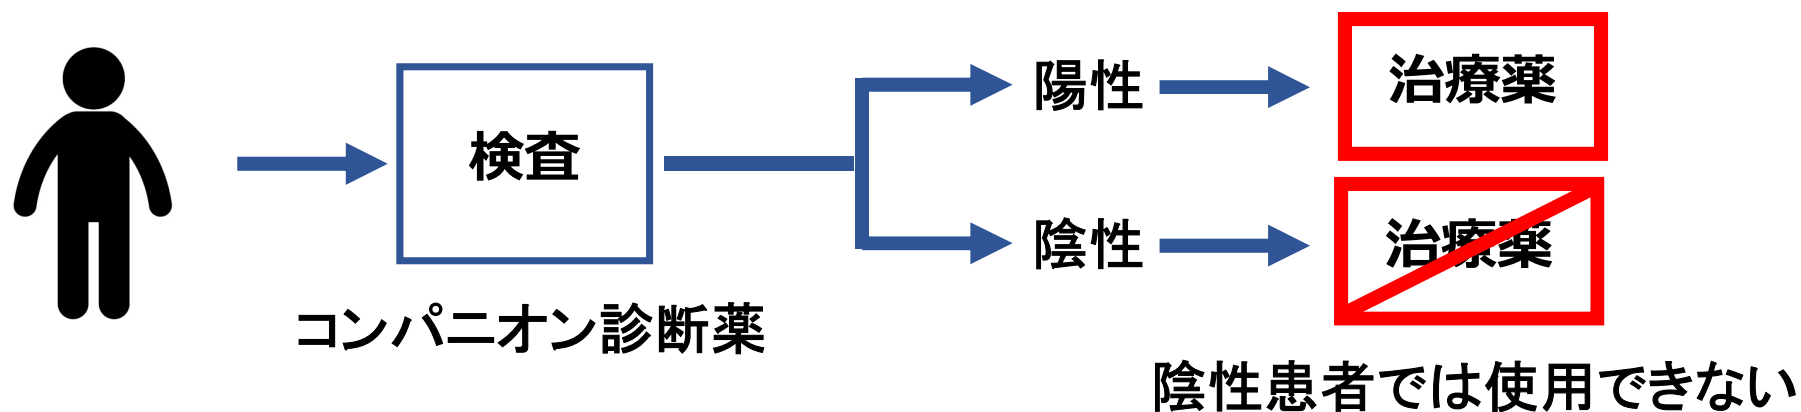 検査
コンパニオン診断薬
陽性
治療薬
陰性
治療薬
陰性患者では使用できない